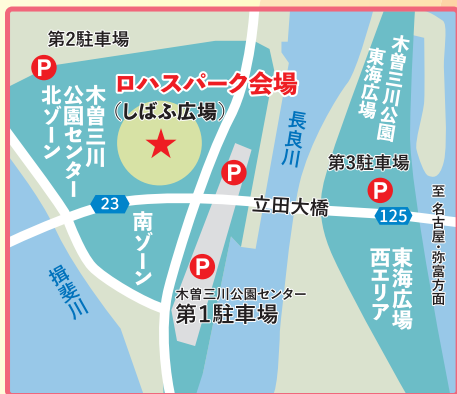 第2駐車場
P
ロハスパーク会場
(しばふ広場)
木曽三川
公園センター
北ゾーン
木曽三川公園
東海広場
長良川
第3駐車場
P
P
23
立田大橋
125
至 名古屋・弥富方面
南ゾーン
揖斐川
P
木曽三川公園センター
第1駐車場
東海広場
西エリア